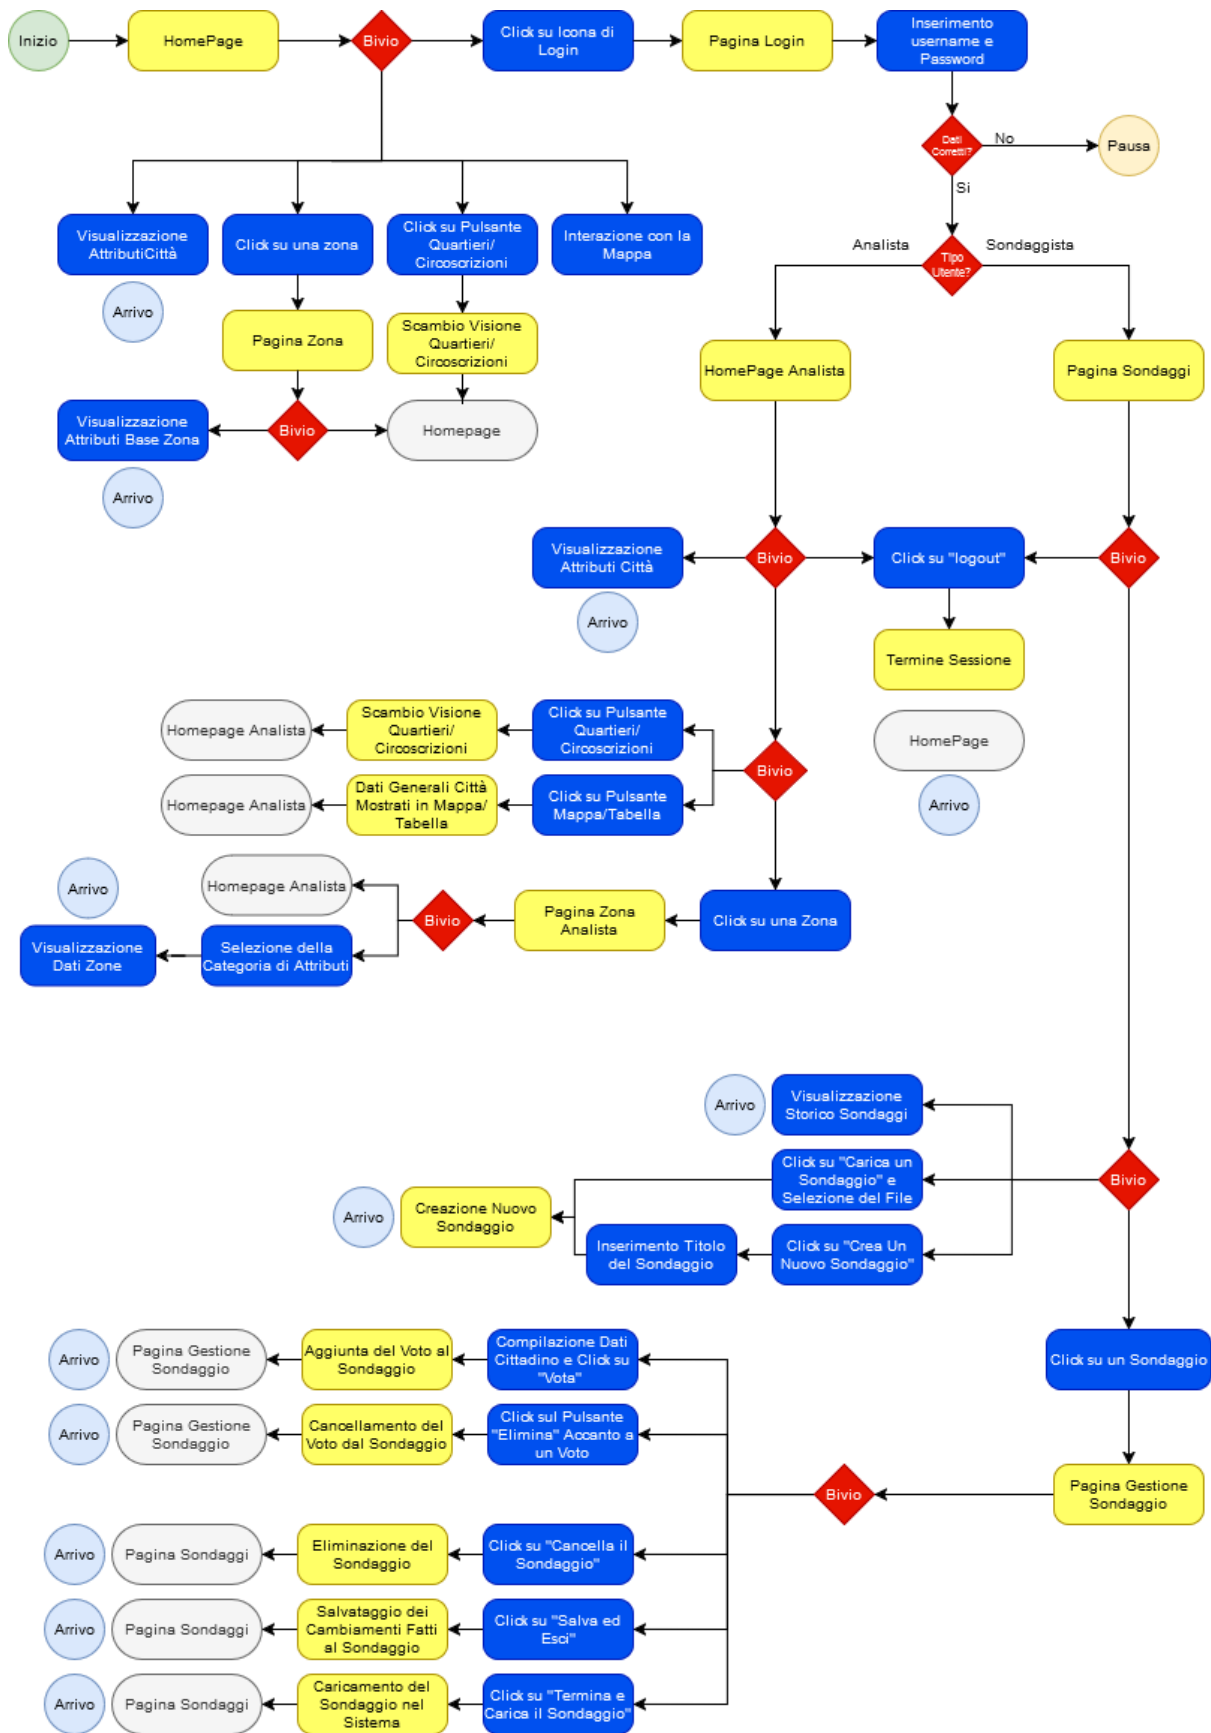 Inizio
HomePage
Bivio
Click su Icona di
Login
Pagina Login
Inserimento
username e
Password
Dati
Corretti?
No
Pausa
Si
Visualizzazione
AttributiCittà
Click su una zona
Click su Pulsante
Quartieri/
Circoscrizioni
Interazione con la
Mappa
Analista
Sondaggista
Tipo
Utente?
Arrivo
Pagina Zona
Scambio Visione
Quartieri/
Circoscrizioni
HomePage Analista
Pagina Sondaggi
Visualizzazione
Attributi Base Zona
Bivio
Homepage
Arrivo
Visualizzazione
Attributi Città
Bivio
Click su "logout"
Bivio
Arrivo
Termine Sessione
Homepage Analista
Scambio Visione
Quartieri/
Circoscrizioni
Click su Pulsante
Quartieri/
Circoscrizioni
HomePage
Bivio
Homepage Analista
Dati Generali Città
Mostrati in Mappa/
Tabella
Click su Pulsante
Mappa/Tabella
Arrivo
Arrivo
Homepage Analista
Bivio
Pagina Zona
Analista
Click su una Zona
Visualizzazione
Dati Zone
Selezione della
Categoria di Attributi
Arrivo
Visualizzazione
Storico Sondaggi
Click su "Carica un
Sondaggio" e
Selezione del File
Bivio
Arrivo
Creazione Nuovo
Sondaggio
Inserimento Titolo
del Sondaggio
Click su "Crea Un
Nuovo Sondaggio"
Arrivo
Pagina Gestione
Sondaggio
Aggiunta del Voto al
Sondaggio
Compilazione Dati
Cittadino e Click su
"Vota"
Click su un Sondaggio
Arrivo
Pagina Gestione
Sondaggio
Cancellamento del
Voto dal Sondaggio
Click sul Pulsante
"Elimina" Accanto a
un Voto
Bivio
Pagina Gestione
Sondaggio
Arrivo
Pagina Sondaggi
Eliminazione del
Sondaggio
Click su "Cancella il
Sondaggio"
Arrivo
Pagina Sondaggi
Salvataggio dei
Cambiamenti Fatti
al Sondaggio
Click su "Salva ed
Esci"
Arrivo
Pagina Sondaggi
Caricamento del
Sondaggio nel
Sistema
Click su "Termina e
Carica il Sondaggio"